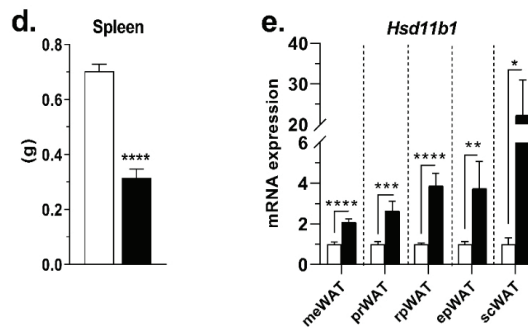 d.
Spleen
(g)
0.8
0.6
0.4
0.2
0.0
****
e.
Hsd11b1
mRNA expression
40
30
20
6
4
2
0
****
***
****
**
*
meWAT
prWAT
rpWAT
epWAT
scWAT